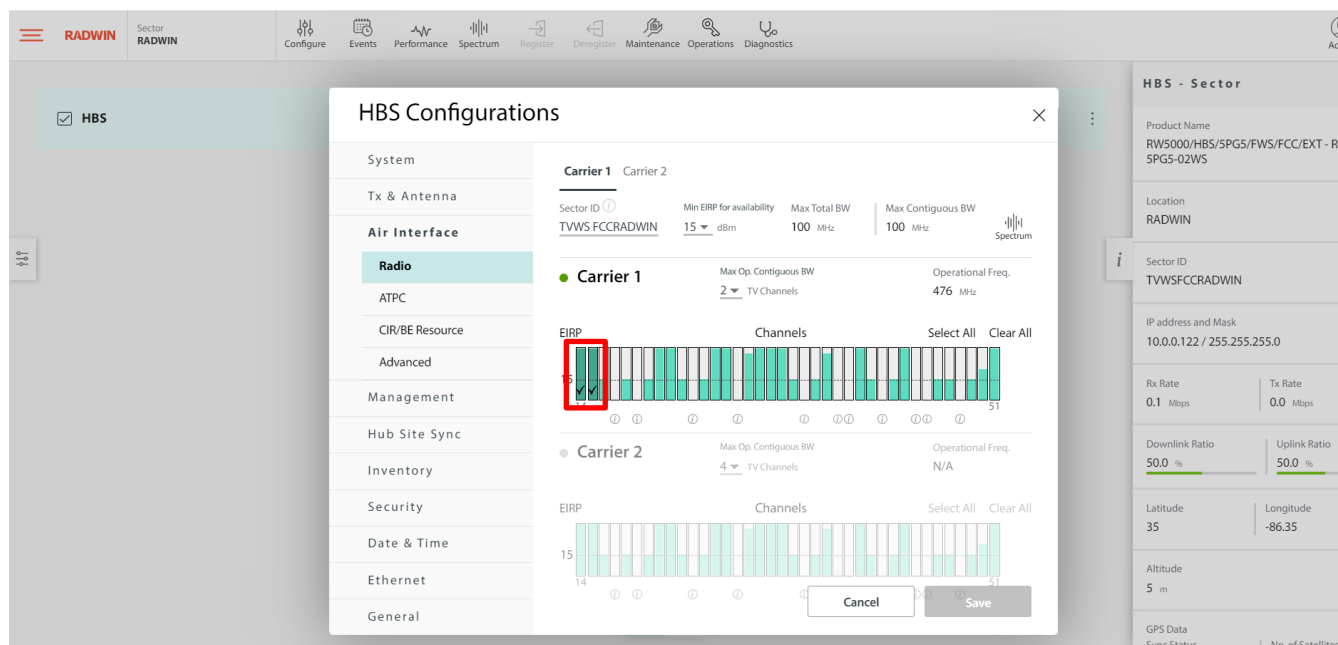 RADWIN
Sector
RADWIN
Configure Events Performance Spectrum Register Deregister Maintenance Operations Diagnostics
HBS
HBS Configurations
System
Tx & Antenna
Air Interface
Radio
ATPC
CIR/BE Resource
Advanced
Management
Hub Site Sync
Inventory
Security
Date & Time
Ethernet
General
Carrier 1 Carrier 2
Sector ID Min EIRP for availability Max Total BW Max Contiguous BW
TVWS FCCRADWIN 15 dBm 100 MHz 100 MHz
Spectrum
Carrier 1
Max Op. Contiguous BW
2 TV Channels
Operational Freq.
476 MHz
EIRP Channels Select All Clear All
15
14 51
Carrier 2
Max Op. Contiguous BW
4 TV Channels
Operational Freq.
N/A
EIRP Channels Select All Clear All
15
14 51
Cancel Save
HBS - Sector
Product Name
RW5000/HBS/5PG5/FWS/FCC/EXT - R
5PG5-02WS
Location
RADWIN
Sector ID
TVWSFCCRADWIN
IP address and Mask
10.0.0.122 / 255.255.255.0
Rx Rate Tx Rate
0.1 Mbps 0.0 Mbps
Downlink Ratio Uplink Ratio
50.0 % 50.0 %
Latitude Longitude
35 -86.35
Altitude
5 m
GPS Data
Sync Status No. of Satellites